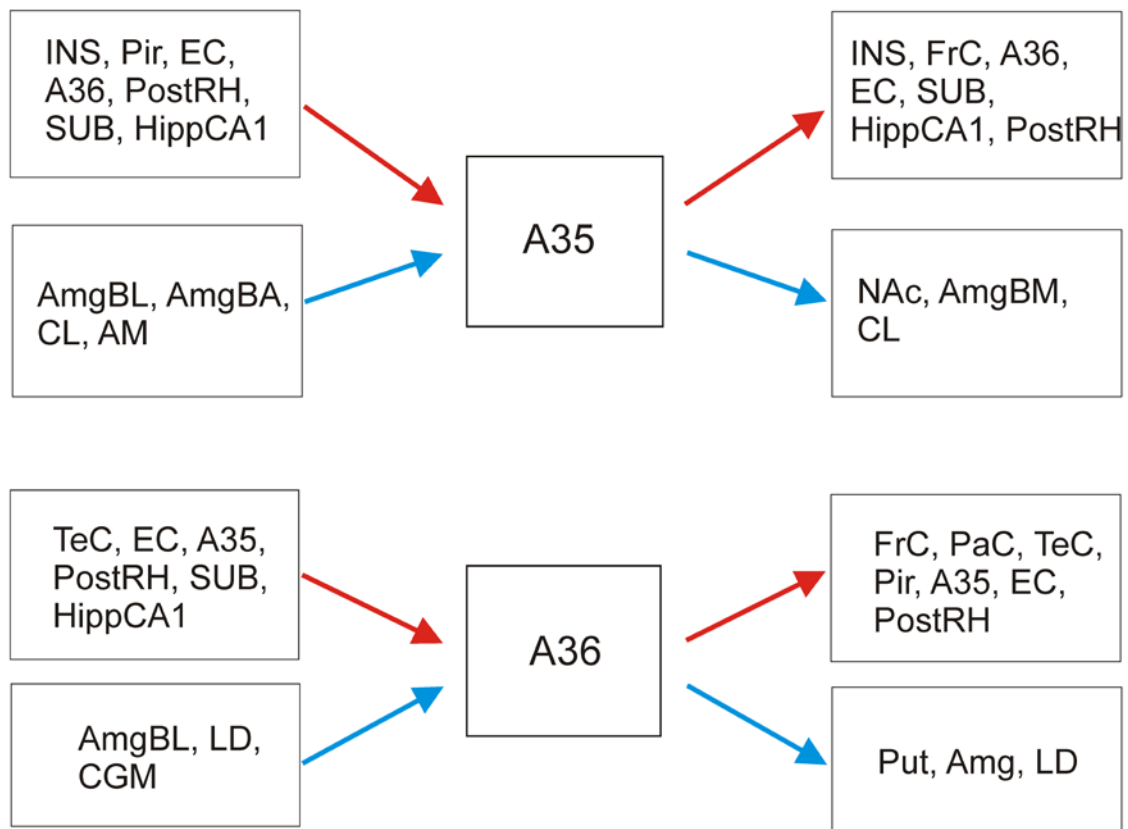 INS, Pir, EC,
A36, PostRH,
SUB, HippCA1
INS, FrC, A36,
EC, SUB,
HippCA1, PostRH
A35
AmgBL, AmgBA,
CL, AM
NAc, AmgBM,
CL
TeC, EC, A35,
PostRH, SUB,
HippCA1
FrC, PaC, TeC,
Pir, A35, EC,
PostRH
A36
AmgBL, LD,
CGM
Put, Amg, LD